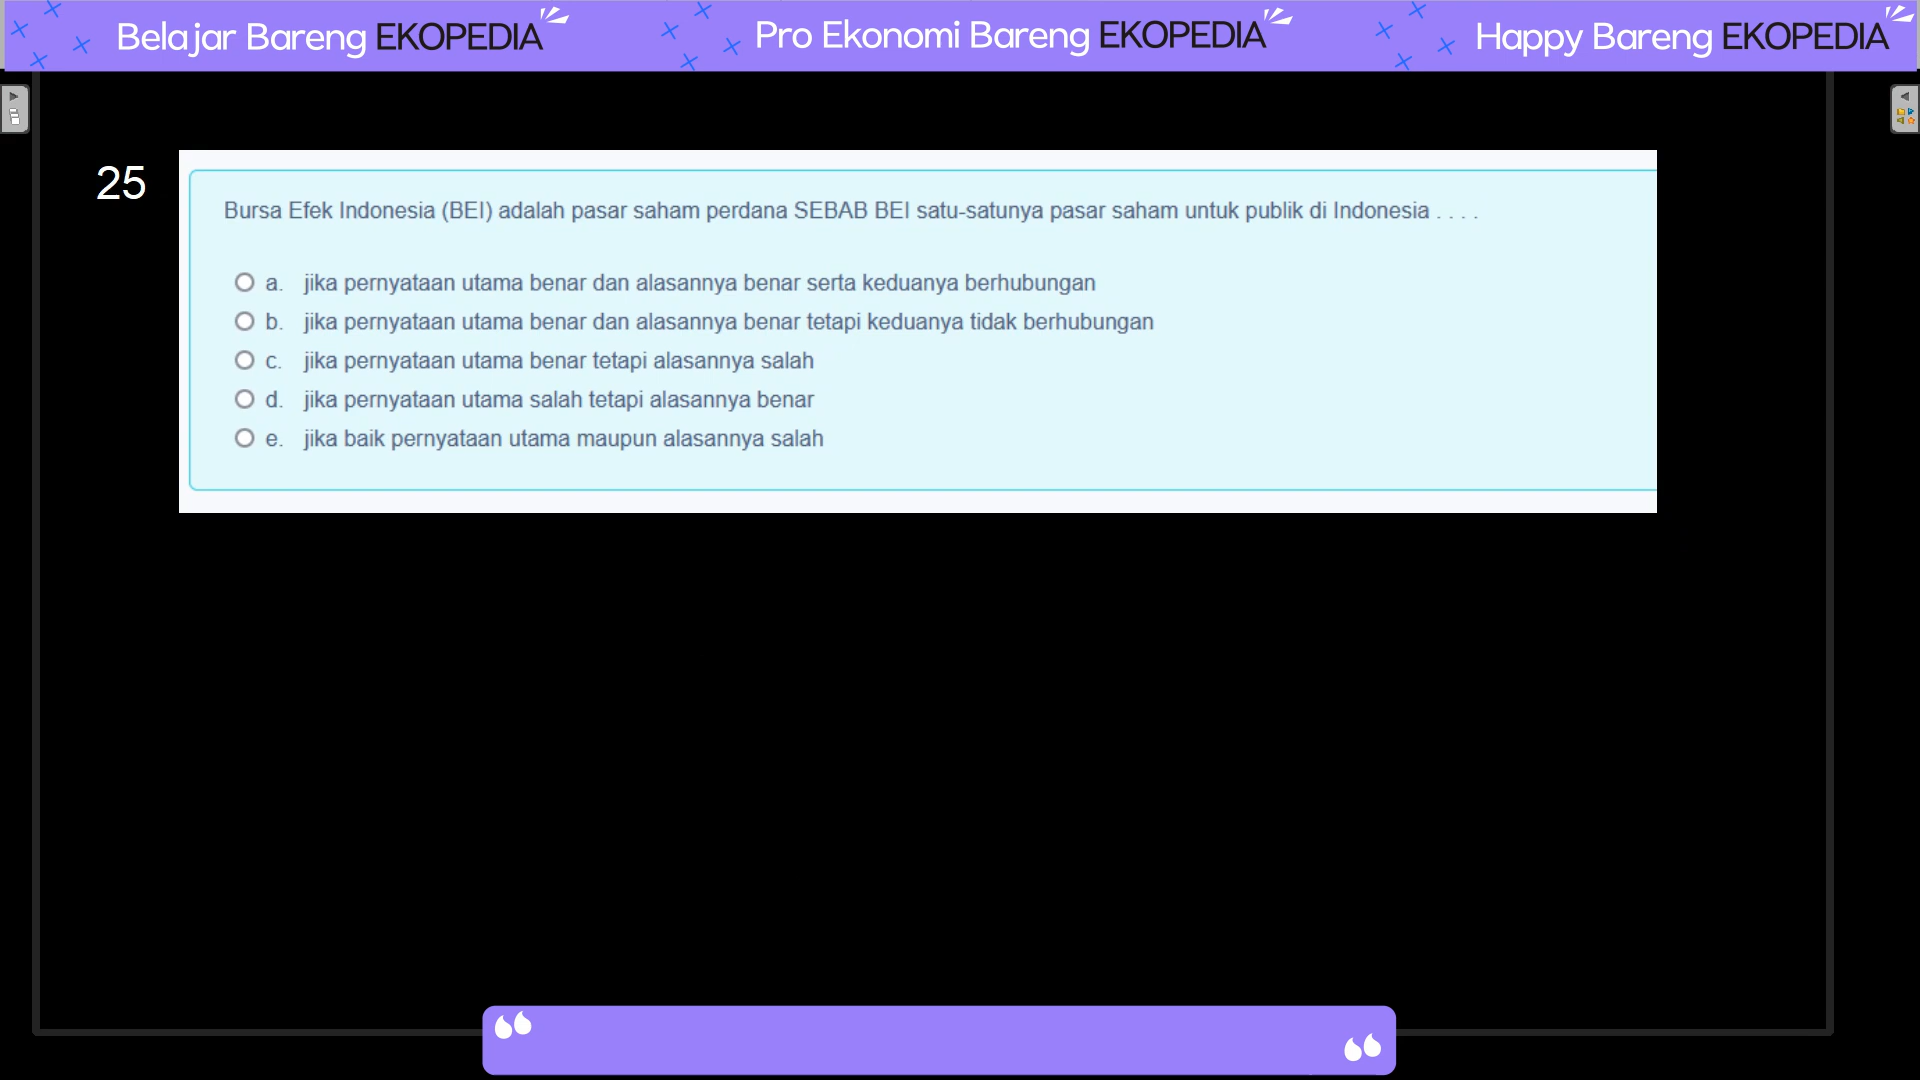 Belajar Bareng EKOPEDIA
Pro Ekonomi Bareng EKOPEDIA
Happy Bareng EKOPEDIA
25
Bursa Efek Indonesia (BEI) adalah pasar saham perdana SEBAB BEI satu-satunya pasar saham untuk publik di Indonesia . . . .
a. jika pernyataan utama benar dan alasannya benar serta keduanya berhubungan
b. jika pernyataan utama benar dan alasannya benar tetapi keduanya tidak berhubungan
c. jika pernyataan utama benar tetapi alasannya salah
d. jika pernyataan utama salah tetapi alasannya benar
e. jika baik pernyataan utama maupun alasannya salah